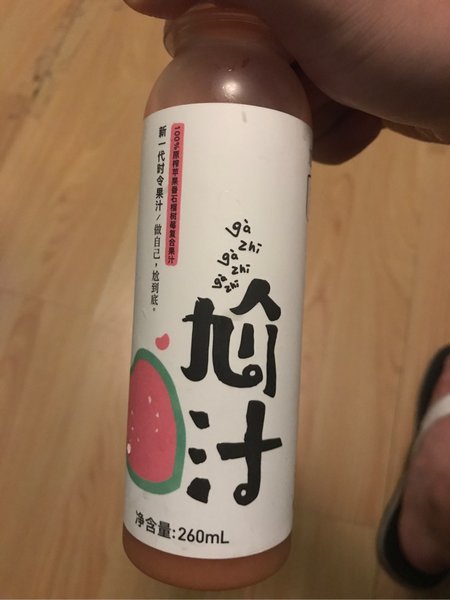 100%原榨苹果番石榴树莓复合果汁
新一代时令果汁/做自己，尬到底。
gà zhī
gà zhī
gà zhī
尬汁
净含量:260mL